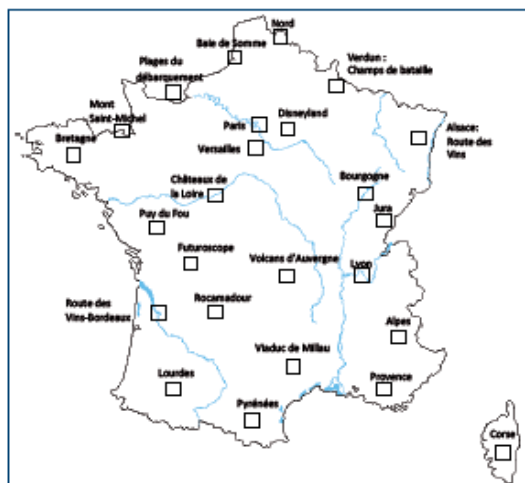 Nord
Baie de Somme
Verdun :
Champs de bataille
Plages du
débarquement
Mont
Saint-Michel
Bretagne
Paris
Disneyland
Versailles
Alsace:
Route des
Vins
Châteaux de
la Loire
Bourgogne
Jura
Puy du Fou
Futuroscope
Volcans d'Auvergne
Lyon
Route des
Vins-Bordeaux
Rocamadour
Alpes
Viaduc de Millau
Lourdes
Provence
Pyrénées
Corse